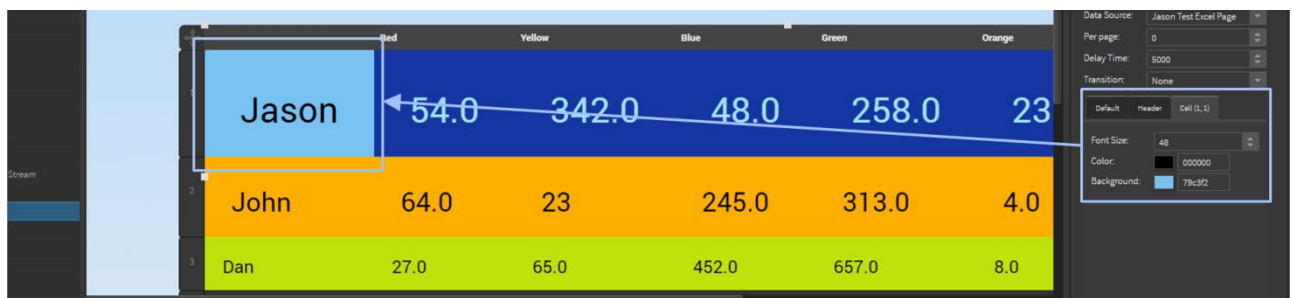 Data Source: Jason Test Excel Page
Red Yellow Blue Green Orange
Per page: 0
Delay Time: 5000
Transition: None
1 Jason 54.0 342.0 48.0 258.0 23
Default Header Cell (1, 1)
Font Size: 48
Color: 000000
Stream
Background: 79c3f2
2 John 64.0 23 245.0 313.0 4.0
3 Dan 27.0 65.0 452.0 657.0 8.0